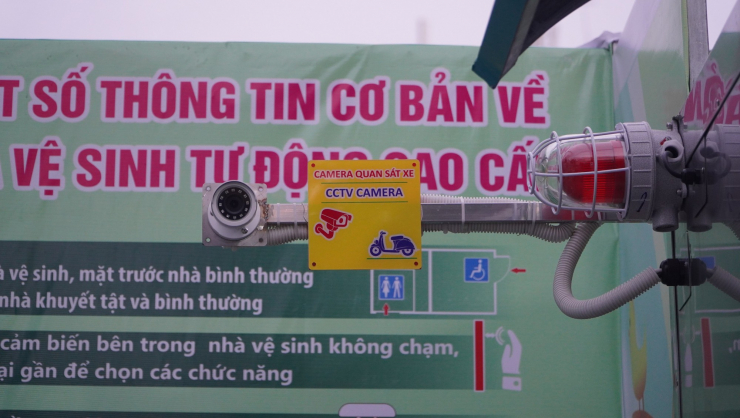 T SỐ THÔNG TIN CƠ BẢN VỀ
VỆ SINH TỰ ĐỘNG CAO CẤ
CAMERA QUAN SÁT XE
CCTV CAMERA
vệ sinh, mặt trước nhà bình thường
nhà khuyết tật và bình thường
cảm biến bên trong nhà vệ sinh không chạm,
ại gần để chọn các chức năng